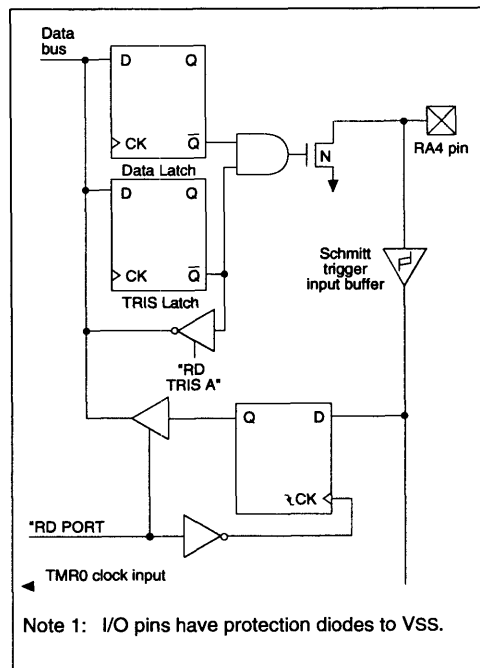 Data
bus
D Q
CK Q
Data Latch
D Q
CK Q
TRIS Latch
N
RA4 pin
Schmitt
trigger
input buffer
"RD
TRIS A"
Q D
CK
"RD PORT
TMR0 clock input
Note 1: I/O pins have protection diodes to VSS.